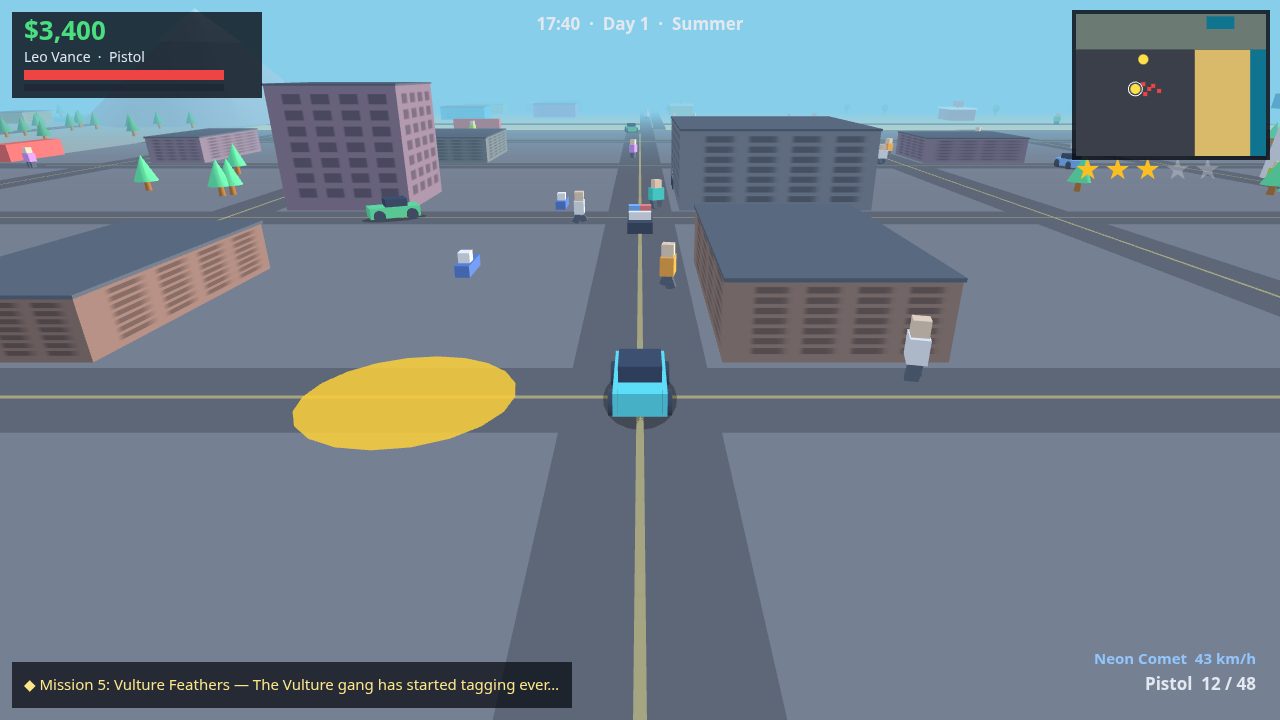 $3,400
Leo Vance · Pistol
17:40 · Day 1 · Summer
◆ Mission 5: Vulture Feathers — The Vulture gang has started tagging ever…
Neon Comet 43 km/h
Pistol 12 / 48